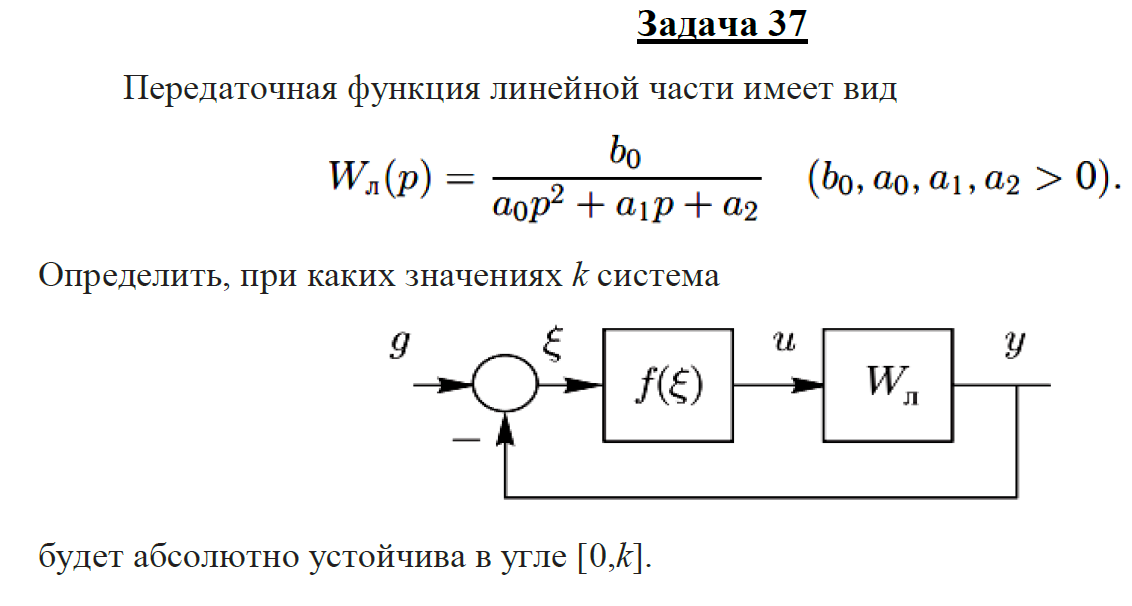 Задача 37
Передаточная функция линейной части имеет вид
Wл(p) = b0 / (a0p² + a1p + a2) (b0, a0, a1, a2 > 0).
Определить, при каких значениях k система
g ξ f(ξ) u Wл y
−
будет абсолютно устойчива в угле [0,k].